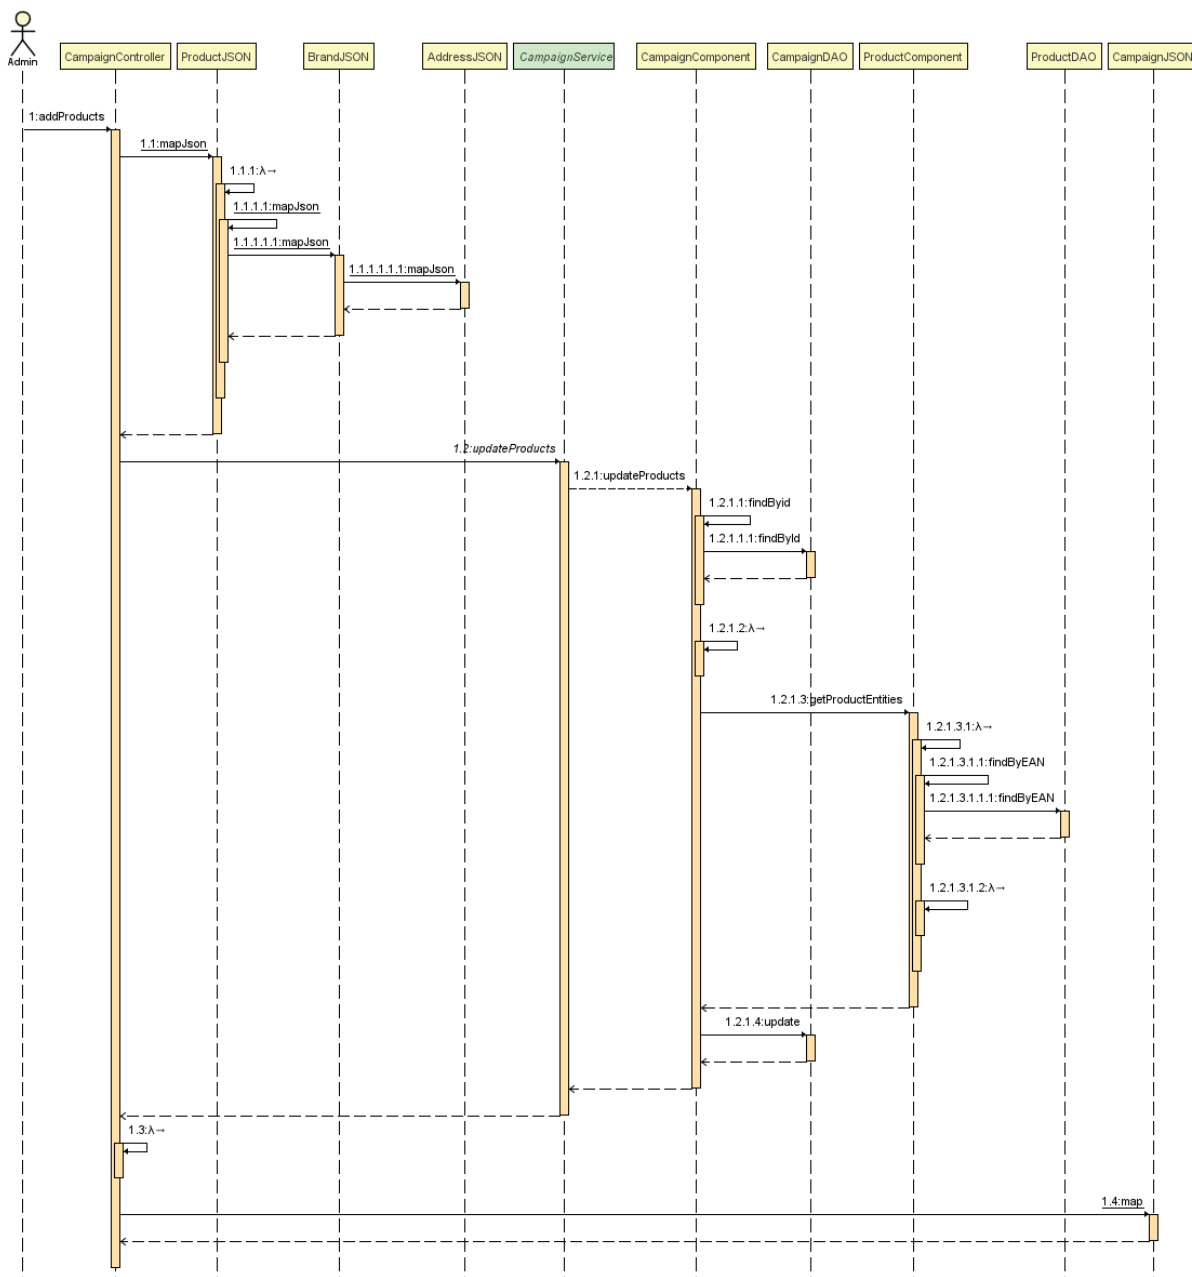 Admin
CampaignController
ProductJSON
BrandJSON
AddressJSON
CampaignService
CampaignComponent
CampaignDAO
ProductComponent
ProductDAO
CampaignJSON
1:addProducts
1.1:mapJson
1.1.1:λ→
1.1.1.1:mapJson
1.1.1.1.1:mapJson
1.1.1.1.1.1:mapJson
1.2:updateProducts
1.2.1:updateProducts
1.2.1.1:findByid
1.2.1.1.1:findById
1.2.1.2:λ→
1.2.1.3:getProductEntities
1.2.1.3.1:λ→
1.2.1.3.1.1:findByEAN
1.2.1.3.1.1.1:findByEAN
1.2.1.3.1.2:λ→
1.2.1.4:update
1.3:λ→
1.4:map